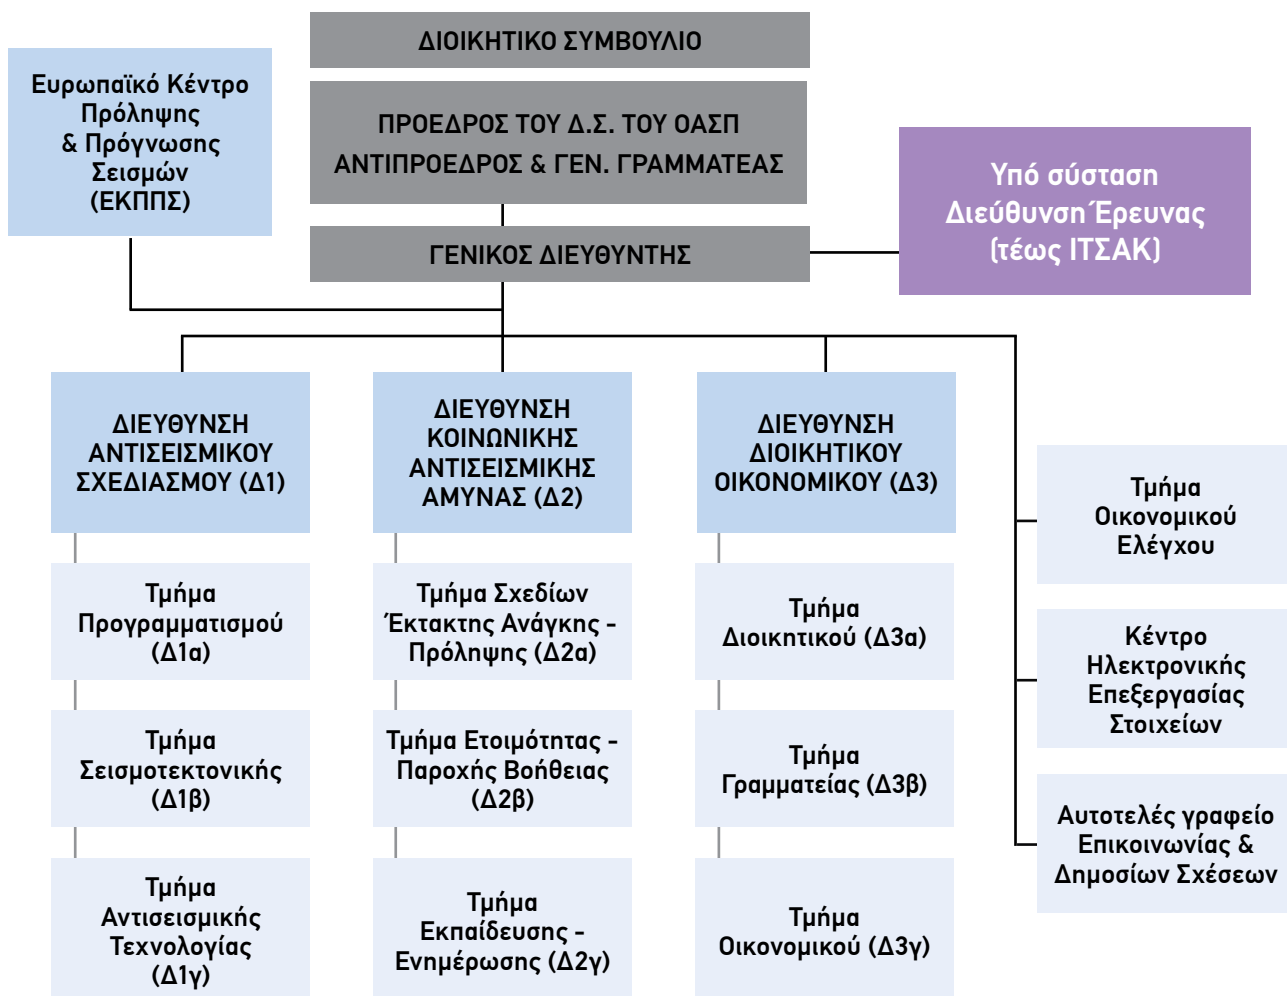 ΔΙΟΙΚΗΤΙΚΟ ΣΥΜΒΟΥΛΙΟ
Ευρωπαϊκό Κέντρο
Πρόληψης
& Πρόγνωσης
Σεισμών
(ΕΚΠΠΣ)
ΠΡΟΕΔΡΟΣ ΤΟΥ Δ.Σ. ΤΟΥ ΟΑΣΠ
ΑΝΤΙΠΡΟΕΔΡΟΣ & ΓΕΝ. ΓΡΑΜΜΑΤΕΑΣ
Υπό σύσταση
Διεύθυνση Έρευνας
(τέως ΙΤΣΑΚ)
ΓΕΝΙΚΟΣ ΔΙΕΥΘΥΝΤΗΣ
ΔΙΕΥΘΥΝΣΗ
ΑΝΤΙΣΕΙΣΜΙΚΟΥ
ΣΧΕΔΙΑΣΜΟΥ (Δ1)
Τμήμα
Προγραμματισμού
(Δ1α)
Τμήμα
Σεισμοτεκτονικής
(Δ1β)
Τμήμα
Αντισεισμικής
Τεχνολογίας
(Δ1γ)
ΔΙΕΥΘΥΝΣΗ
ΚΟΙΝΩΝΙΚΗΣ
ΑΝΤΙΣΕΙΣΜΙΚΗΣ
ΑΜΥΝΑΣ (Δ2)
Τμήμα Σχεδίων
Έκτακτης Ανάγκης -
Πρόληψης (Δ2α)
Τμήμα Ετοιμότητας -
Παροχής Βοήθειας
(Δ2β)
Τμήμα
Εκπαίδευσης -
Ενημέρωσης (Δ2γ)
ΔΙΕΥΘΥΝΣΗ
ΔΙΟΙΚΗΤΙΚΟΥ
ΟΙΚΟΝΟΜΙΚΟΥ (Δ3)
Τμήμα
Διοικητικού (Δ3α)
Τμήμα
Γραμματείας (Δ3β)
Τμήμα
Οικονομικού (Δ3γ)
Τμήμα
Οικονομικού
Ελέγχου
Κέντρο
Ηλεκτρονικής
Επεξεργασίας
Στοιχείων
Αυτοτελές γραφείο
Επικοινωνίας &
Δημοσίων Σχέσεων